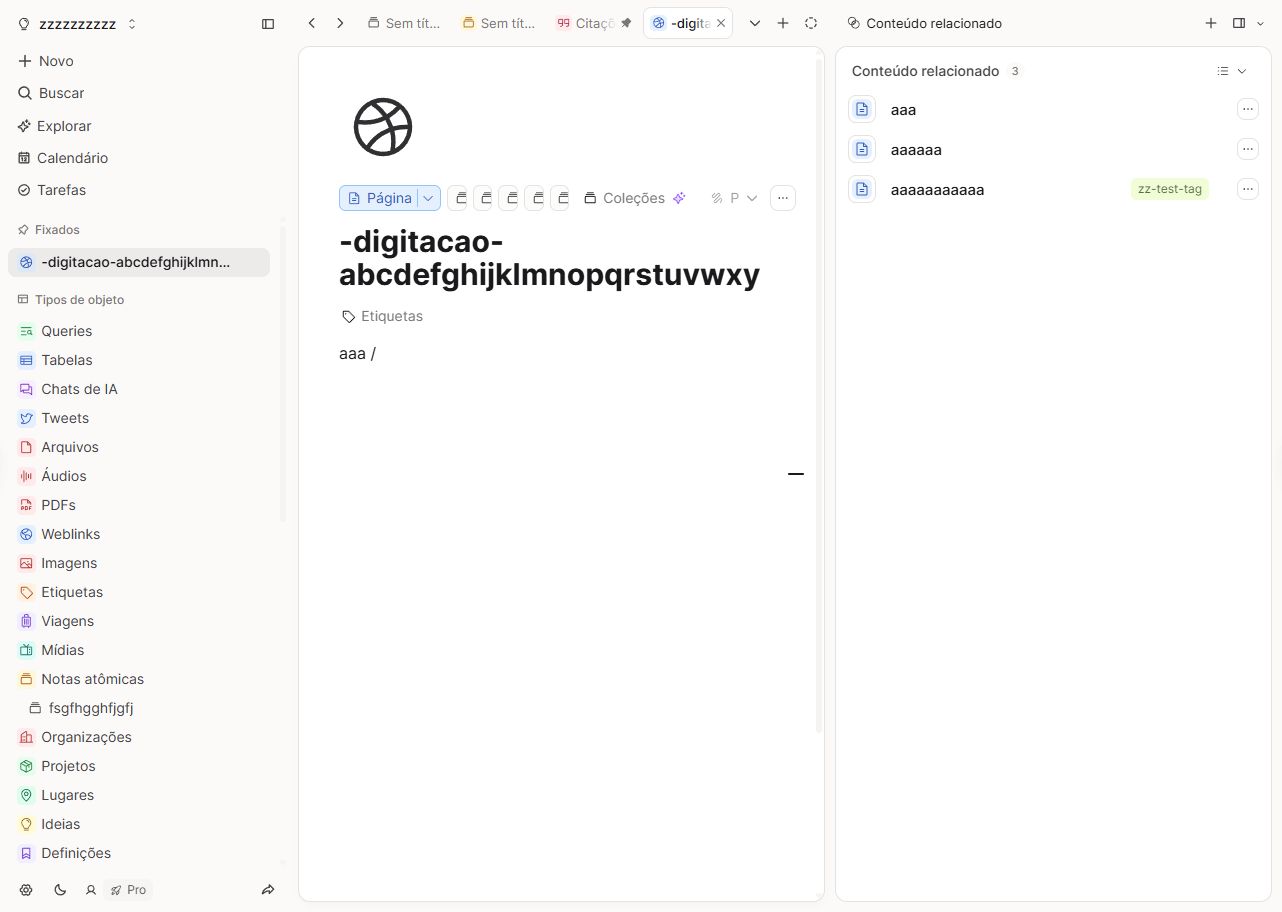 zzzzzzzzzz
Novo
Buscar
Explorar
Calendário
Tarefas
Fixados
-digitacao-abcdefghijklmn...
Tipos de objeto
Queries
Tabelas
Chats de IA
Tweets
Arquivos
Áudios
PDFs
Weblinks
Imagens
Etiquetas
Viagens
Mídias
Notas atômicas
fsgfhgghfjgfj
Organizações
Projetos
Lugares
Ideias
Definições
Pro
Sem tít... Sem tít... Citaçõ -digita
Página Coleções P
-digitacao-
abcdefghijklmnopqrstuvwxy
Etiquetas
aaa /
Conteúdo relacionado
Conteúdo relacionado 3
aaa
aaaaaa
aaaaaaaaaaa zz-test-tag